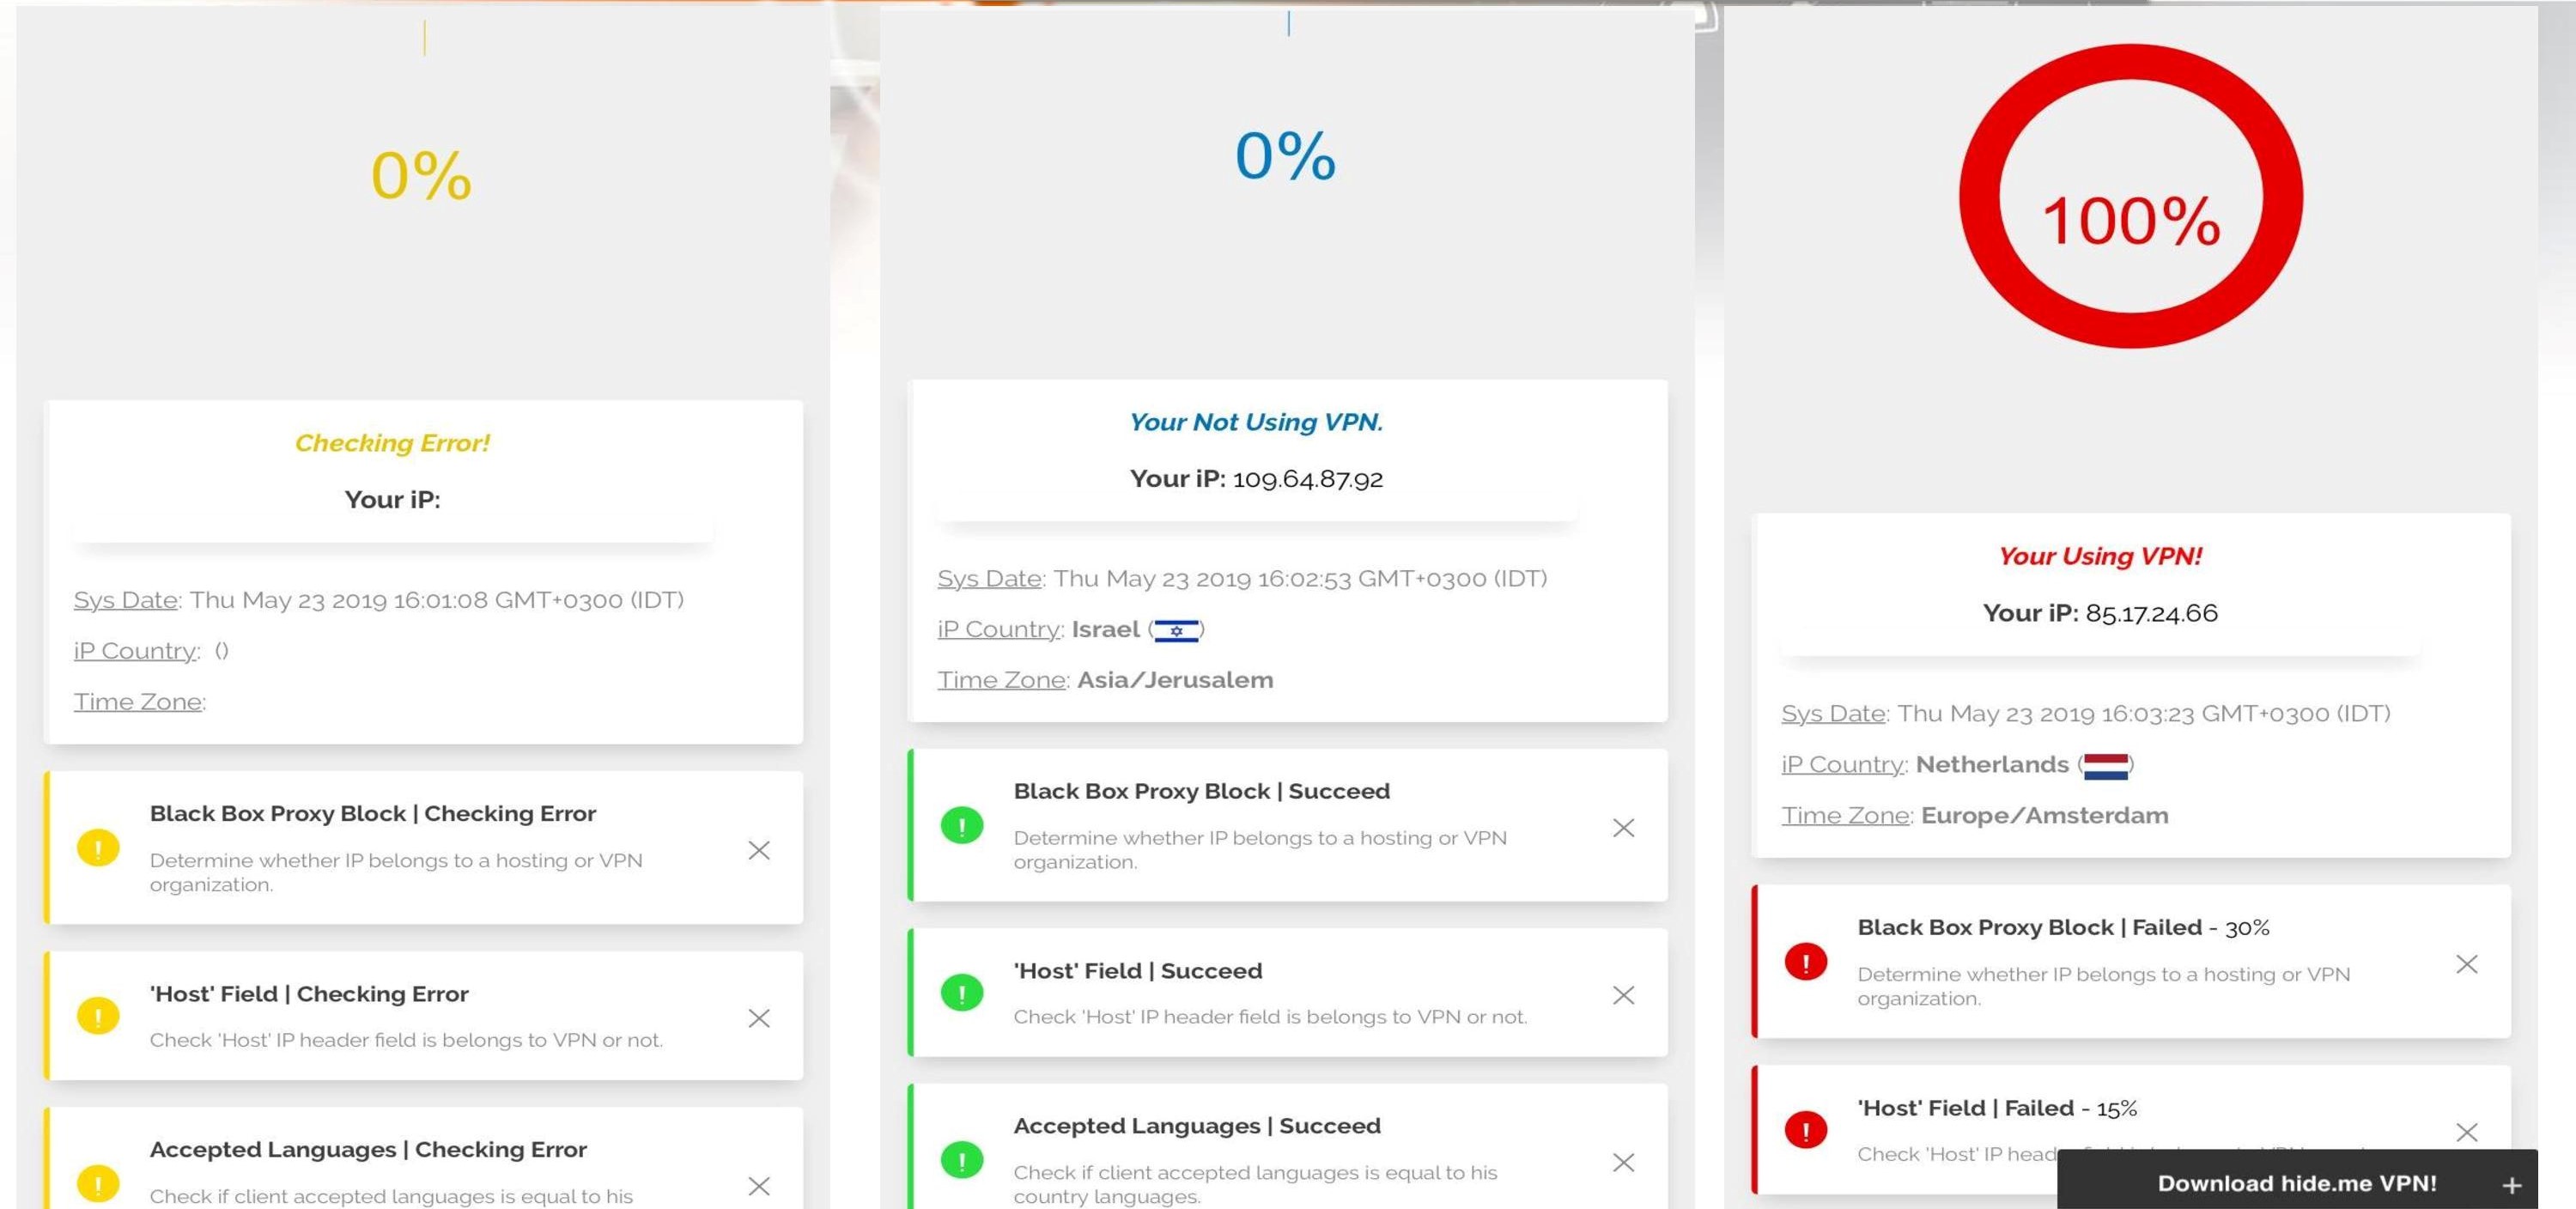 0%
Checking Error!
Your iP:
Sys Date: Thu May 23 2019 16:01:08 GMT+0300 (IDT)
iP Country: ()
Time Zone:
Black Box Proxy Block | Checking Error
Determine whether IP belongs to a hosting or VPN
organization.
'Host' Field | Checking Error
Check 'Host' IP header field is belongs to VPN or not.
Accepted Languages | Checking Error
Check if client accepted languages is equal to his
0%
Your Not Using VPN.
Your iP: 109.64.87.92
Sys Date: Thu May 23 2019 16:02:53 GMT+0300 (IDT)
iP Country: Israel ()
Time Zone: Asia/Jerusalem
Black Box Proxy Block | Succeed
Determine whether IP belongs to a hosting or VPN
organization.
'Host' Field | Succeed
Check 'Host' IP header field is belongs to VPN or not.
Accepted Languages | Succeed
Check if client accepted languages is equal to his
country languages.
100%
Your Using VPN!
Your iP: 85.17.24.66
Sys Date: Thu May 23 2019 16:03:23 GMT+0300 (IDT)
iP Country: Netherlands ()
Time Zone: Europe/Amsterdam
Black Box Proxy Block | Failed - 30%
Determine whether IP belongs to a hosting or VPN
organization.
'Host' Field | Failed - 15%
Check 'Host' IP
Download hide.me VPN! +